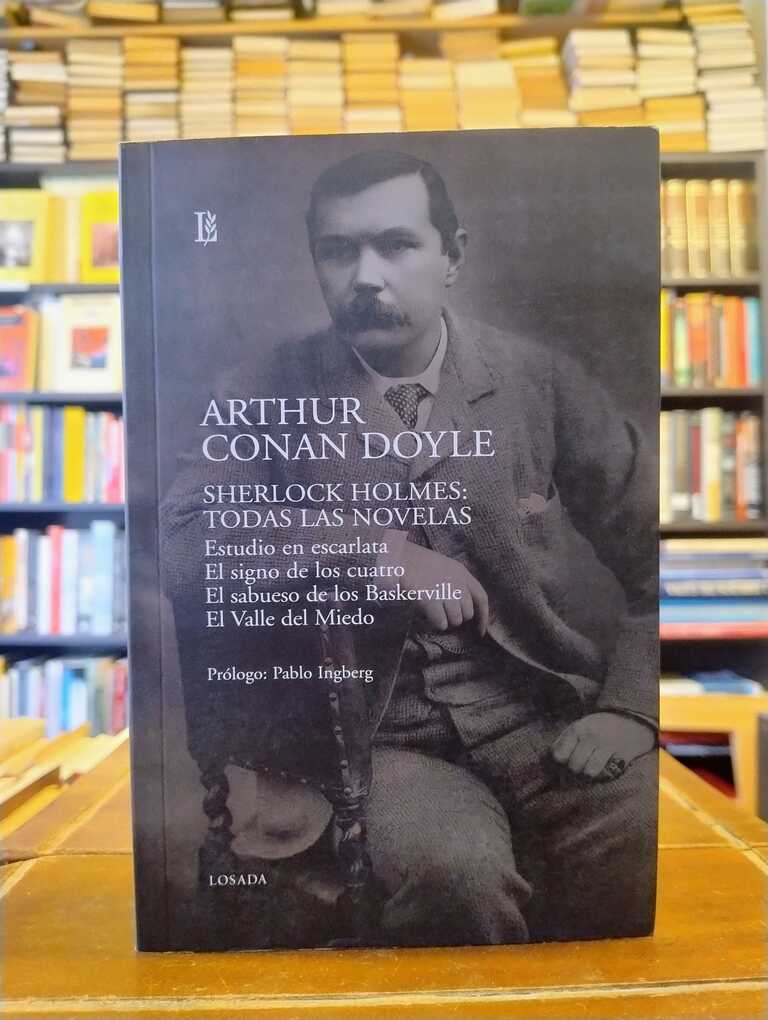 L
ARTHUR
CONAN DOYLE
SHERLOCK HOLMES:
TODAS LAS NOVELAS
Estudio en escarlata
El signo de los cuatro
El sabueso de los Baskerville
El Valle del Miedo
Prólogo: Pablo Ingberg
LOSADA